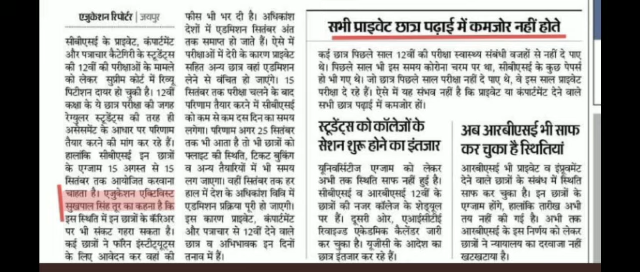 एजुकेशन रिपोर्टर | जयपुर
सीबीएसई के प्राइवेट, कंपार्टमेंट
और पत्राचार कैटेगिरी के स्टूडेंट्स
की 12वीं की परीक्षाओं के मामले
को लेकर सुप्रीम कोर्ट में रिव्यू
पिटीशन दायर हो चुकी है। 12वीं
कक्षा के ये छात्र परीक्षा की जगह
रेग्युलर स्टूडेंट्स की तरह ही
असेसमेंट के आधार पर परिणाम
तैयार करने की मांग कर रहे हैं।
हालांकि सीबीएसई इन छात्रों
के एग्जाम 15 अगस्त से 15
सितंबर तक आयोजित करवाना
चाहता है। एजुकेशन एक्टिविस्ट
सुखपाल सिंह तूर का कहना है कि
इस स्थिति में इन छात्रों के कॅरिअर
पर भी संकट गहरा सकता है।
कई छात्रों ने फॉरेन इंस्टीट्यूट्स
के लिए आवेदन कर वहां की
फीस भी भर दी है। अधिकांश
देशों में एडमिशन सितंबर अंत
तक समाप्त हो जाते हैं। ऐसे में
परीक्षाओं में देरी के कारण प्राइवेट
सहित अन्य छात्र वहां एडमिशन
लेने से वंचित हो जाएंगे। 15
सितंबर तक परीक्षा चलने के बाद
परिणाम तैयार करने में सीबीएसई
को कम से कम दस दिन का समय
लगेगा। परिणाम अगर 25 सितंबर
तक भी आता है तो भी छात्रों को
फ्लाइट की स्थिति, टिकट बुकिंग
व अन्य तैयारियों में भी समय
लग जाएगा। वहीं सितंबर तक हर
हाल में देश के अधिकांश विवि में
एडमिशन प्रक्रिया पूरी हो जाएगी।
इस कारण प्राइवेट, कंपार्टमेंट
और पत्राचार से 12वीं देने वाले
छात्र व अभिभावक इन दिनों
तनाव में हैं।
सभी प्राइवेट छात्र पढ़ाई में कमजोर नहीं होते
कई छात्र पिछले साल 12वीं की परीक्षा स्वास्थ्य संबंधी वजहों से नहीं दे पाए
थे। पिछले साल भी इस समय कोरोना चरम पर था, सीबीएसई के कुछ पेपर्स
हो भी गए थे। जो छात्र पिछले साल परीक्षा नहीं दे पाए थे, वे इस साल प्राइवेट
परीक्षा दे रहे हैं। ऐसे में यह संभव नहीं है कि प्राइवेट या कंपार्टमेंट देने वाले
सभी छात्र पढ़ाई में कमजोर हों।
स्टूडेंट्स को कॉलेजों के
सेशन शुरू होने का इंतजार
यूनिवर्सिटीज एग्जाम को लेकर
अभी तक स्थिति साफ नहीं हुई है।
सीबीएसई व आरबीएसई 12वीं के
छात्रों की नजर कॉलेज के शेड्यूल पर
हैं। दूसरी ओर, एआईसीटीई
रिवाइज्ड एकेडमिक कैलेंडर जारी
कर चुका है। यूजीसी के आदेश का
छात्र इंतजार कर रहे हैं।
अब आरबीएसई भी साफ
कर चुका है स्थितियां
आरबीएसई भी प्राइवेट व इंप्रूवमेंट
देने वाले छात्रों के संबंध में स्थिति
साफ कर चुका है। इन छात्रों के
एग्जाम होंगे, हालांकि तारीख अभी
तय नहीं की गई है। अभी तक
आरबीएसई के इस निर्णय को लेकर
छात्रों ने न्यायालय का दरवाजा नहीं
खटखटाया है।